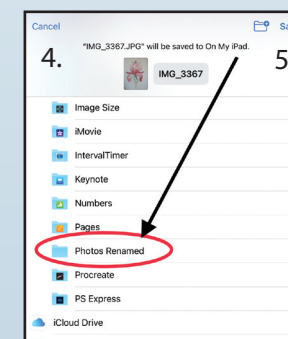 Cancel
Sa
4.
"IMG_3367.JPG" will be saved to On My iPad.
5
IMG_3367
Image Size
iMovie
IntervalTimer
Keynote
Numbers
Pages
Photos Renamed
Procreate
PS Express
iCloud Drive